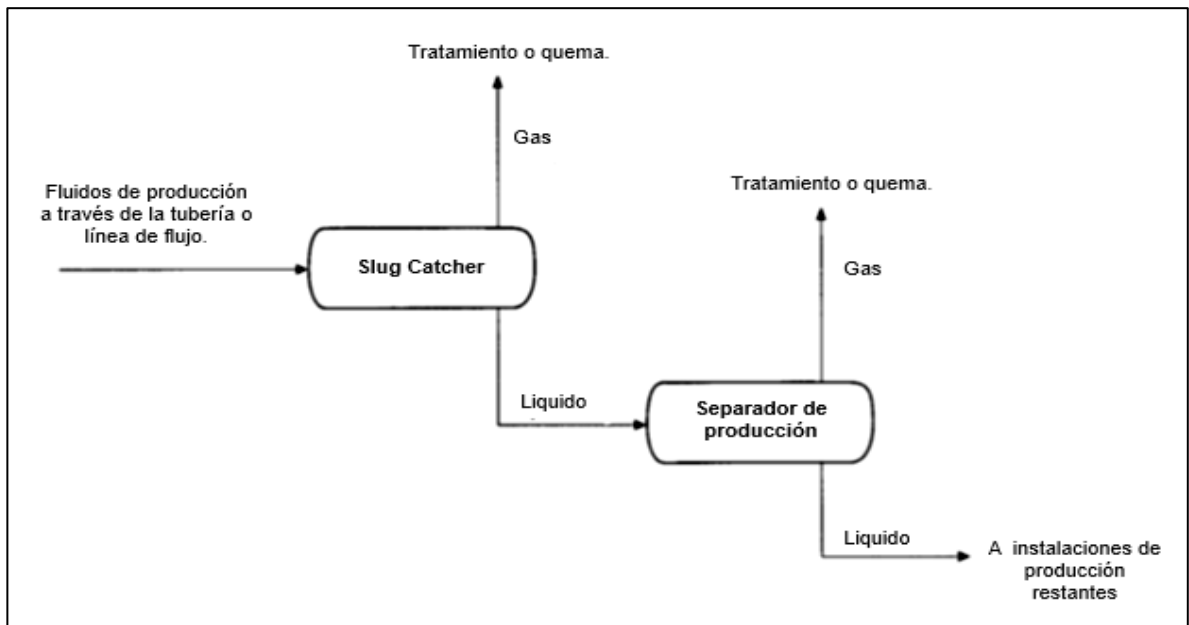 Tratamiento o quema.
Gas
Fluidos de producción
a través de la tubería o
línea de flujo.
Slug Catcher
Tratamiento o quema.
Gas
Liquido
Separador de
producción
Liquido
A instalaciones de
producción
restantes